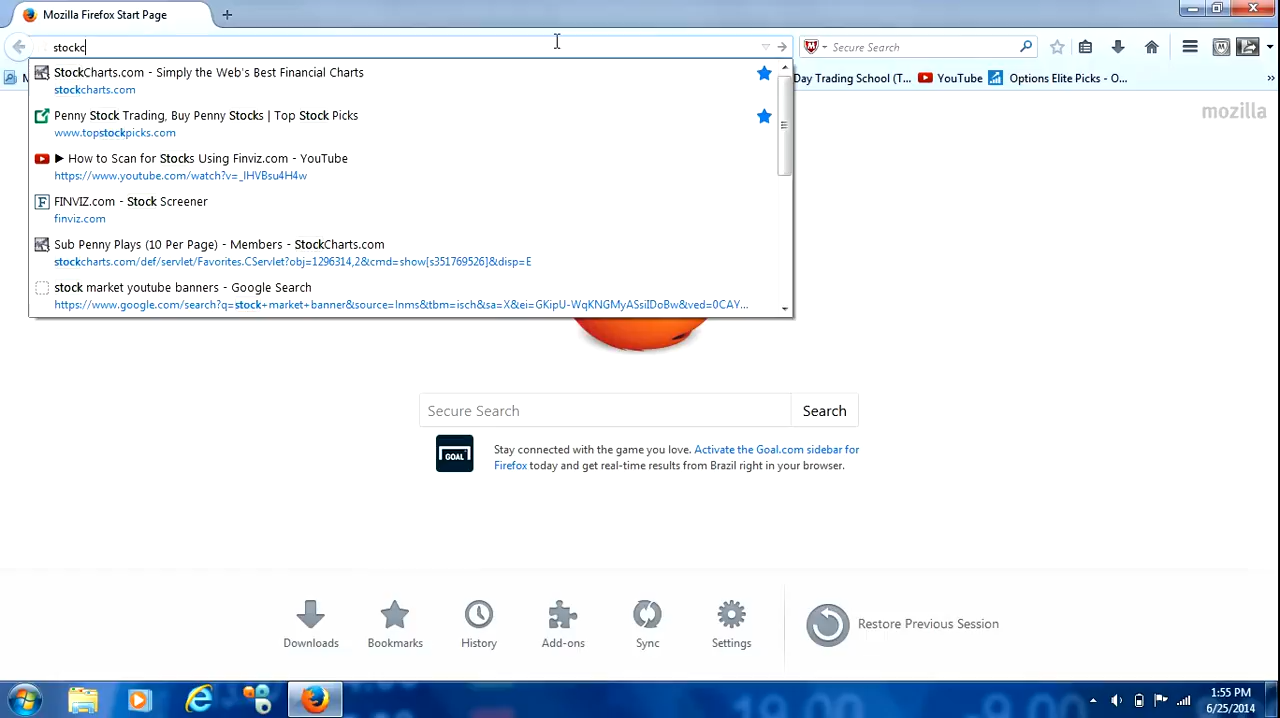 Mozilla Firefox Start Page
stockc
Secure Search
StockCharts.com - Simply the Web's Best Financial Charts
stockcharts.com
Day Trading School (T...
YouTube
Options Elite Picks - O...
Penny Stock Trading, Buy Penny Stocks | Top Stock Picks
www.topstockpicks.com
mozilla
▶ How to Scan for Stocks Using Finviz.com - YouTube
https://www.youtube.com/watch?v=_IHVBsu4H4w
FINVIZ.com - Stock Screener
finviz.com
Sub Penny Plays (10 Per Page) - Members - StockCharts.com
stockcharts.com/def/servlet/Favorites.CServlet?obj=1296314,2&cmd=show[s351769526]&disp=E
stock market youtube banners - Google Search
https://www.google.com/search?q=stock+market+banner&source=lnms&tbm=isch&sa=X&ei=GKipU-WqKNGMyASsiIDoBw&ved=0CAY...
Secure Search
Search
GOAL
Stay connected with the game you love. Activate the Goal.com sidebar for
Firefox today and get real-time results from Brazil right in your browser.
Downloads
Bookmarks
History
Add-ons
Sync
Settings
Restore Previous Session
1:55 PM
6/25/2014